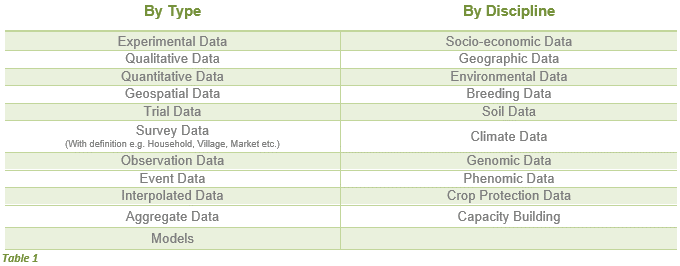 By Type By Discipline
Experimental Data Socio-economic Data
Qualitative Data Geographic Data
Quantitative Data Environmental Data
Geospatial Data Breeding Data
Trial Data Soil Data
Survey Data
(With definition e.g. Household, Village, Market etc.) Climate Data
Observation Data Genomic Data
Event Data Phenomic Data
Interpolated Data Crop Protection Data
Aggregate Data Capacity Building
Models
Table 1